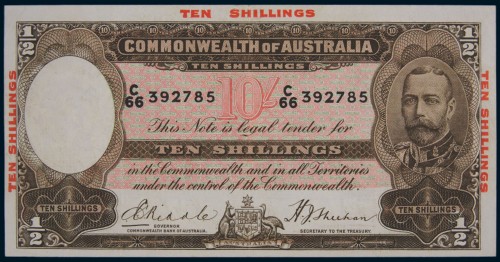 TEN SHILLINGS
½ ½
COMMONWEALTH OF AUSTRALIA
TEN SHILLINGS
C/66 392785 10/- C/66 392785
This Note is legal tender for
TEN SHILLINGS
in the Commonwealth and in all Territories
under the control of the Commonwealth.
TEN SHILLINGS
TEN SHILLINGS
TEN SHILLINGS
TEN SHILLINGS
E Riddle
H.J. Sheehan
GOVERNOR
COMMONWEALTH BANK OF AUSTRALIA.
AUSTRALIA
SECRETARY TO THE TREASURY.
½ ½